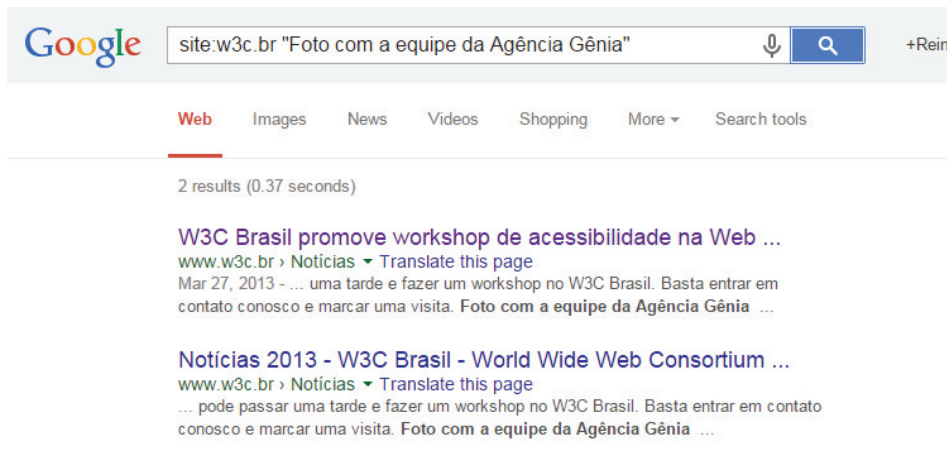 Google site:w3c.br "Foto com a equipe da Agência Gênia" +Rein
Web Images News Videos Shopping More Search tools
2 results (0.37 seconds)
W3C Brasil promove workshop de acessibilidade na Web ...
www.w3c.br › Notícias Translate this page
Mar 27, 2013 - ... uma tarde e fazer um workshop no W3C Brasil. Basta entrar em
contato conosco e marcar uma visita. Foto com a equipe da Agência Gênia ...
Notícias 2013 - W3C Brasil - World Wide Web Consortium ...
www.w3c.br › Notícias Translate this page
... pode passar uma tarde e fazer um workshop no W3C Brasil. Basta entrar em contato
conosco e marcar uma visita. Foto com a equipe da Agência Gênia ...